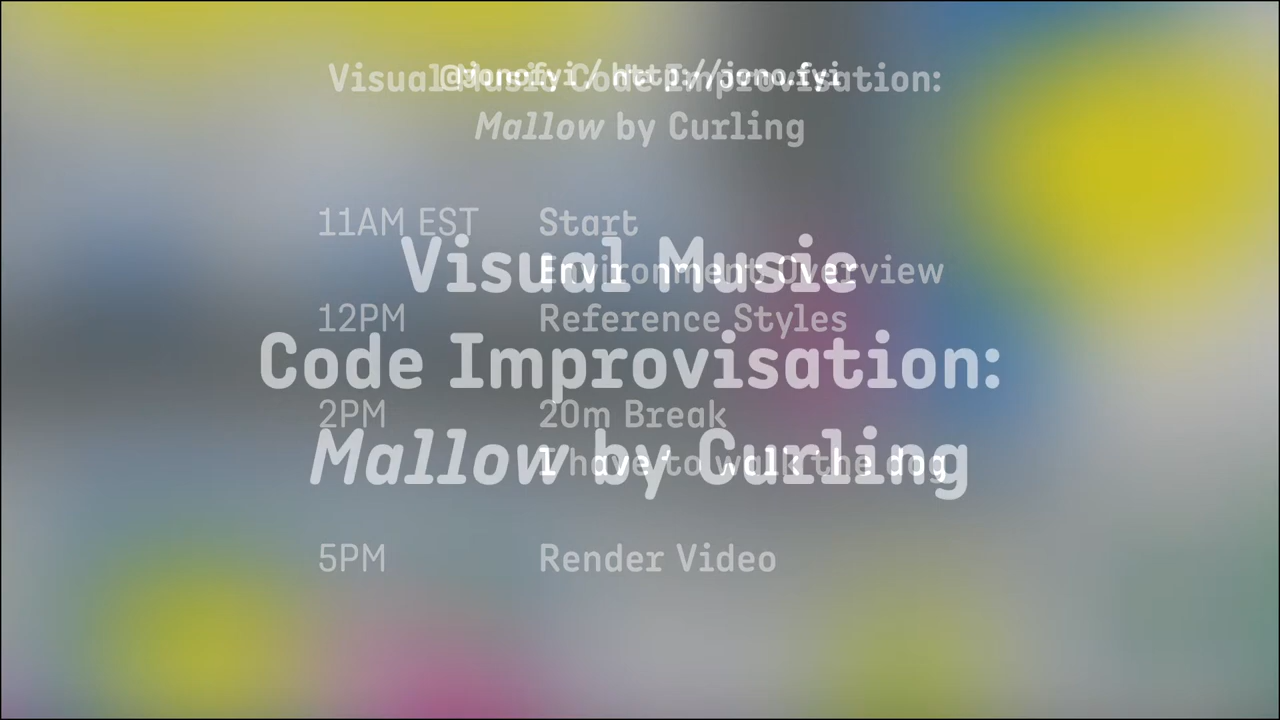 @jonofyi / http://jono.fyi
Visual Music Code Improvisation:
Mallow by Curling
11AM EST Start
Visual Music
Environment Overview
12PM Reference Styles
Code Improvisation:
2PM 20m Break
Mallow by Curling
I have to walk the dog
5PM Render Video